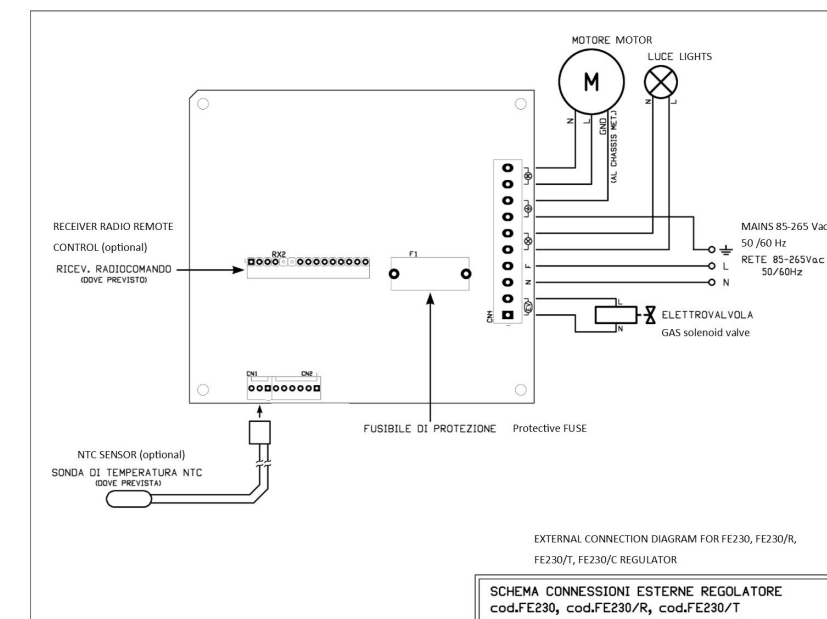 MOTORE MOTOR
LUCE LIGHTS
M
N
L
GND
(AL CHASSIS MET.)
N
L
RECEIVER RADIO REMOTE
CONTROL (optional)
RICEV. RADIOCOMANDO
(DOVE PREVISTO)
RX2
F1
MAINS 85-265 Vac
50 /60 Hz
RETE 85-265Vac
50/60Hz
F
L
N
N
EV
CN4
L
N
ELETTROVALVOLA
GAS solenoid valve
CN1
CN2
FUSIBILE DI PROTEZIONE Protective FUSE
NTC SENSOR (optional)
SONDA DI TEMPERATURA NTC
(DOVE PREVISTA)
EXTERNAL CONNECTION DIAGRAM FOR FE230, FE230/R,
FE230/T, FE230/C REGULATOR
SCHEMA CONNESSIONI ESTERNE REGOLATORE
cod.FE230, cod.FE230/R, cod.FE230/T